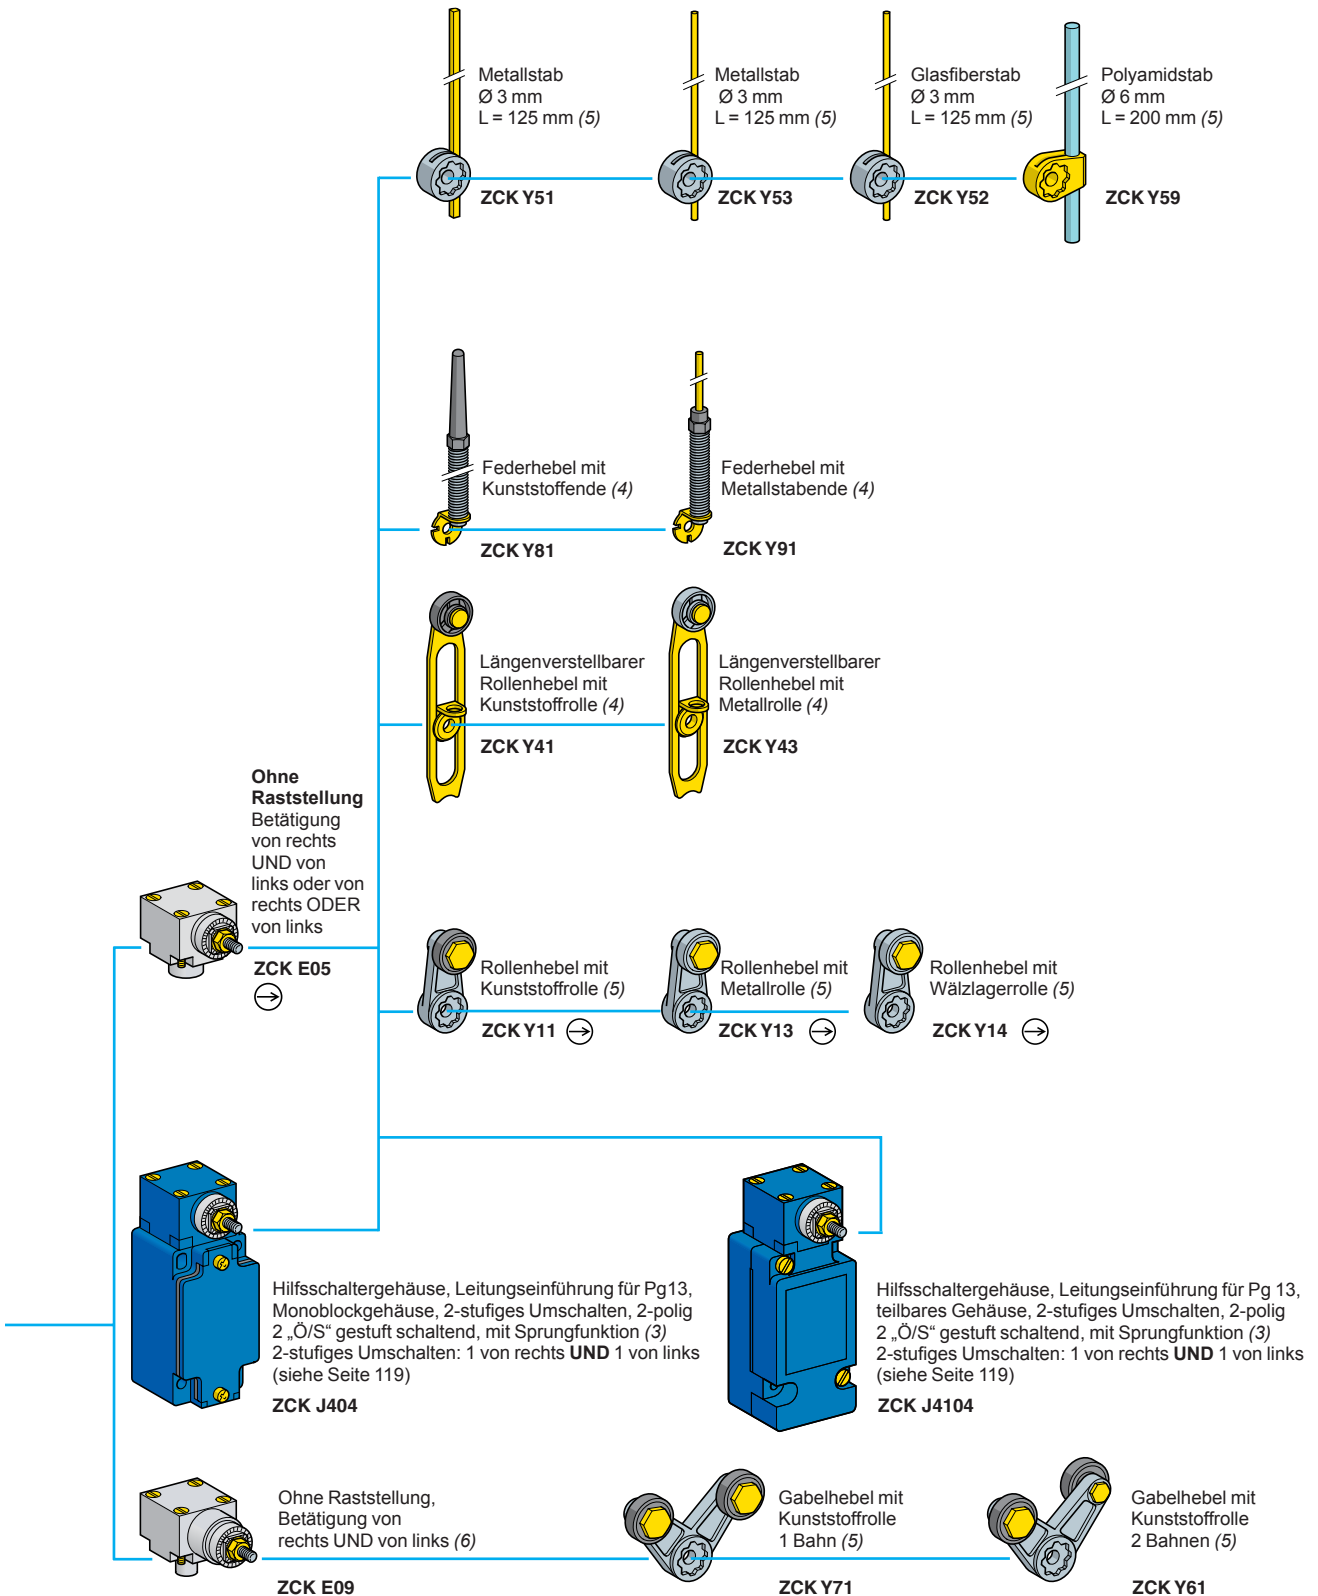 Metallstab
Ø 3 mm
L = 125 mm (5)
ZCK Y51
Metallstab
Ø 3 mm
L = 125 mm (5)
ZCK Y53
Glasfiberstab
Ø 3 mm
L = 125 mm (5)
ZCK Y52
Polyamidstab
Ø 6 mm
L = 200 mm (5)
ZCK Y59
Federhebel mit
Kunststoffende (4)
ZCK Y81
Federhebel mit
Metallstabende (4)
ZCK Y91
Längenverstellbarer
Rollenhebel mit
Kunststoffrolle (4)
ZCK Y41
Längenverstellbarer
Rollenhebel mit
Metallrolle (4)
ZCK Y43
Ohne
Raststellung
Betätigung
von rechts
UND von
links oder von
rechts ODER
von links
ZCK E05
Rollenhebel mit
Kunststoffrolle (5)
ZCK Y11
Rollenhebel mit
Metallrolle (5)
ZCK Y13
Rollenhebel mit
Wälzlagerrolle (5)
ZCK Y14
Hilfsschaltergehäuse, Leitungseinführung für Pg13,
Monoblockgehäuse, 2-stufiges Umschalten, 2-polig
2 „Ö/S“ gestuft schaltend, mit Sprungfunktion (3)
2-stufiges Umschalten: 1 von rechts UND 1 von links
(siehe Seite 119)
ZCK J404
Hilfsschaltergehäuse, Leitungseinführung für Pg 13,
teilbares Gehäuse, 2-stufiges Umschalten, 2-polig
2 „Ö/S“ gestuft schaltend, mit Sprungfunktion (3)
2-stufiges Umschalten: 1 von rechts UND 1 von links
(siehe Seite 119)
ZCK J4104
Ohne Raststellung,
Betätigung von
rechts UND von links (6)
ZCK E09
Gabelhebel mit
Kunststoffrolle
1 Bahn (5)
ZCK Y71
Gabelhebel mit
Kunststoffrolle
2 Bahnen (5)
ZCK Y61